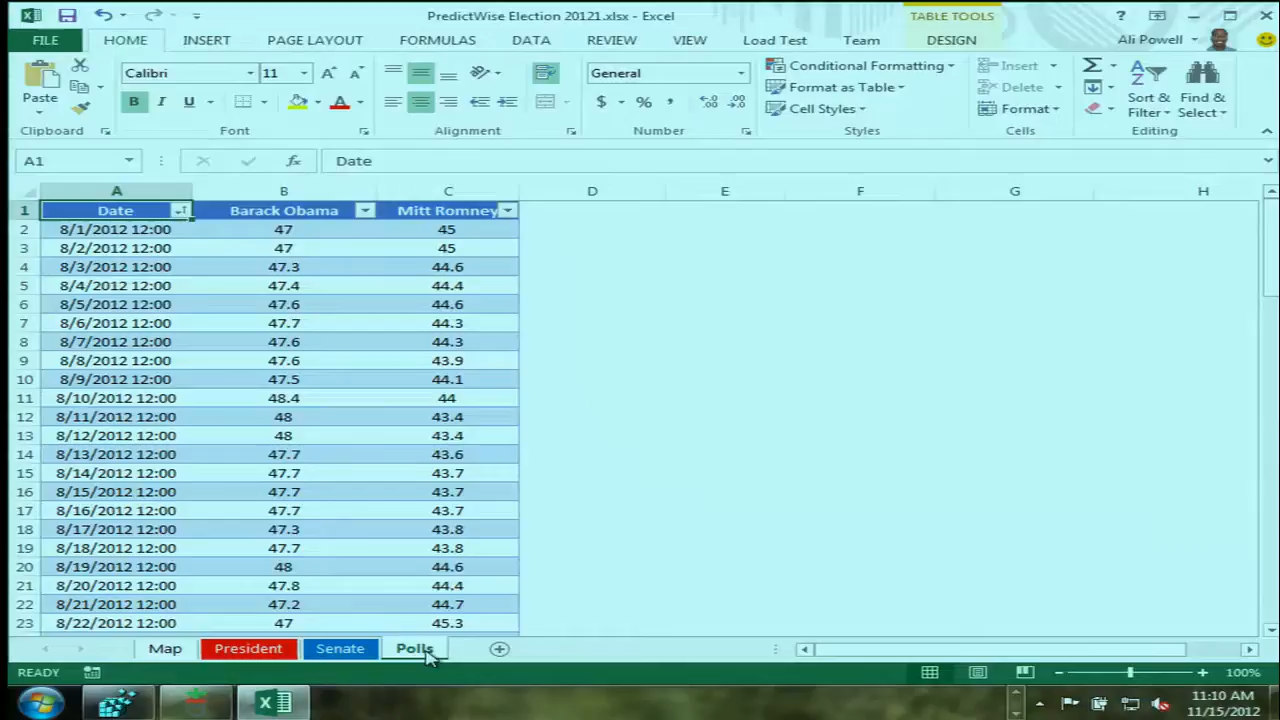 PredictWise Election 20121.xlsx - Excel
TABLE TOOLS
FILE HOME INSERT PAGE LAYOUT FORMULAS DATA REVIEW VIEW Load Test Team DESIGN Ali Powell
Calibri 11 General Conditional Formatting Insert
Paste B I U $ % Format as Table Delete Sort & Find &
Cell Styles Format Filter Select
Clipboard Font Alignment Number Styles Cells Editing
A1 fx Date
A B C D E F G H
1 Date Barack Obama Mitt Romney
2 8/1/2012 12:00 47 45
3 8/2/2012 12:00 47 45
4 8/3/2012 12:00 47.3 44.6
5 8/4/2012 12:00 47.4 44.4
6 8/5/2012 12:00 47.6 44.6
7 8/6/2012 12:00 47.7 44.3
8 8/7/2012 12:00 47.6 44.3
9 8/8/2012 12:00 47.6 43.9
10 8/9/2012 12:00 47.5 44.1
11 8/10/2012 12:00 48.4 44
12 8/11/2012 12:00 48 43.4
13 8/12/2012 12:00 48 43.4
14 8/13/2012 12:00 47.7 43.6
15 8/14/2012 12:00 47.7 43.7
16 8/15/2012 12:00 47.7 43.7
17 8/16/2012 12:00 47.7 43.7
18 8/17/2012 12:00 47.3 43.8
19 8/18/2012 12:00 47.7 43.8
20 8/19/2012 12:00 48 44.6
21 8/20/2012 12:00 47.8 44.4
22 8/21/2012 12:00 47.2 44.7
23 8/22/2012 12:00 47 45.3
Map President Senate Polls
READY 100%
11:10 AM
11/15/2012